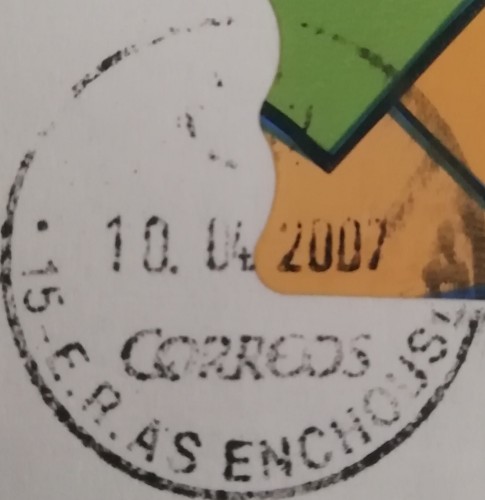 10. 04 2007
CORREOS
15-E.R. AS ENCHOUSAS